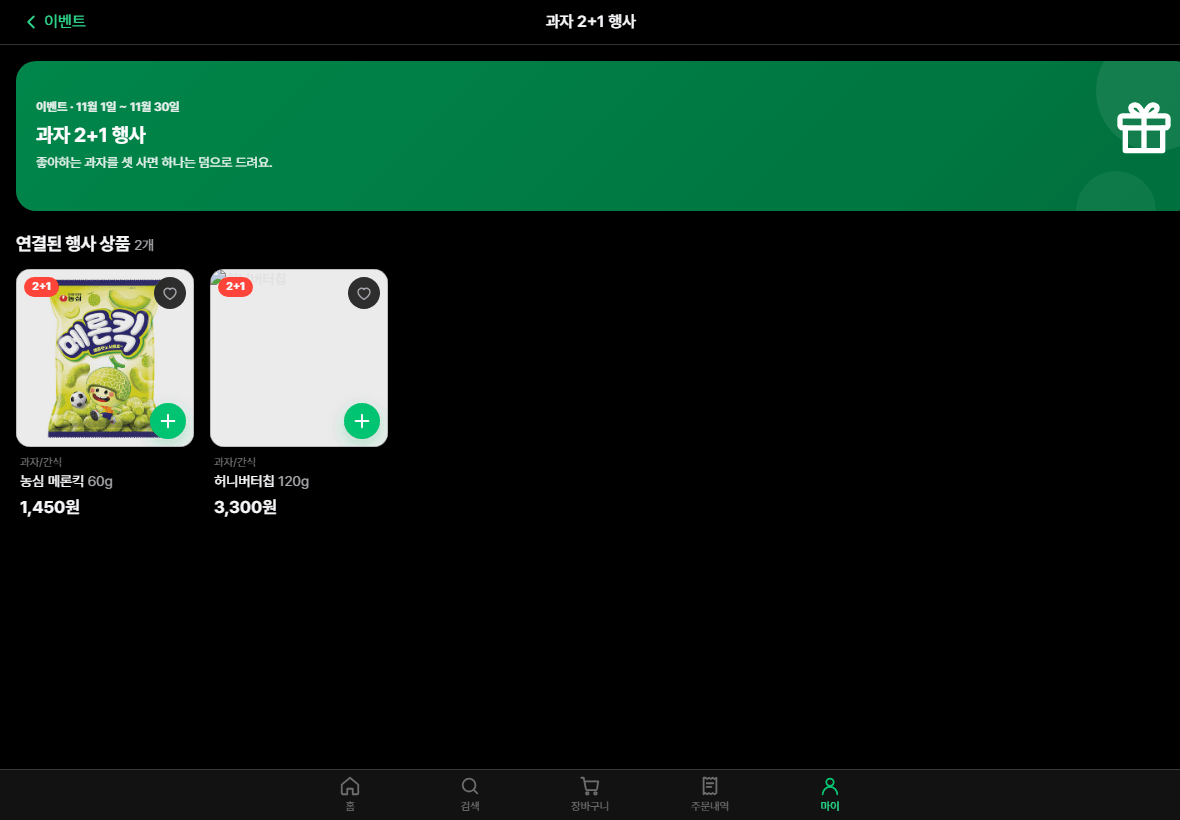 이벤트
과자 2+1 행사
이벤트 · 11월 1일 ~ 11월 30일
과자 2+1 행사
좋아하는 과자를 셋 사면 하나는 덤으로 드려요.
연결된 행사 상품 2개
2+1
농심
메론킥
2+1
버터칩
과자/간식
농심 메론킥 60g
1,450원
과자/간식
허니버터칩 120g
3,300원
홈
검색
장바구니
주문내역
마이